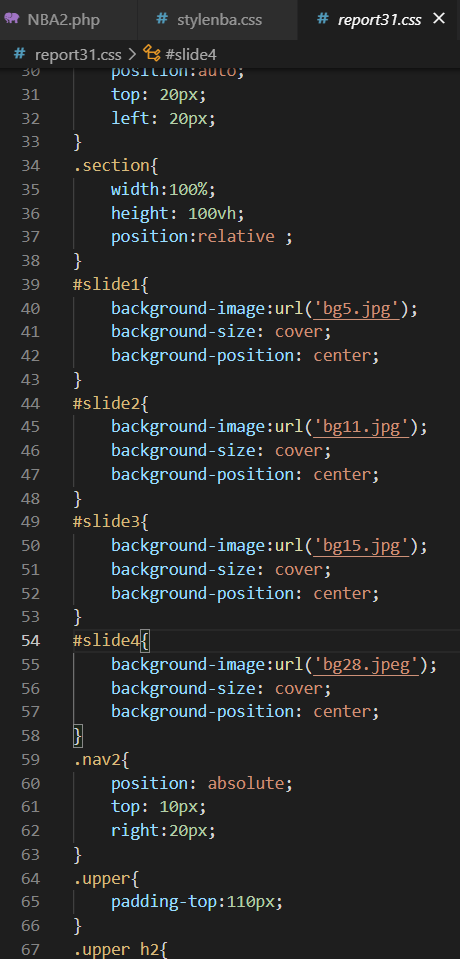 NBA2.php # stylenba.css # report31.css ×
# report31.css > #slide4
30 position:auto;
31 top: 20px;
32 left: 20px;
33 }
34 .section{
35 width:100%;
36 height: 100vh;
37 position:relative ;
38 }
39 #slide1{
40 background-image:url('bg5.jpg');
41 background-size: cover;
42 background-position: center;
43 }
44 #slide2{
45 background-image:url('bg11.jpg');
46 background-size: cover;
47 background-position: center;
48 }
49 #slide3{
50 background-image:url('bg15.jpg');
51 background-size: cover;
52 background-position: center;
53 }
54 #slide4{
55 background-image:url('bg28.jpeg');
56 background-size: cover;
57 background-position: center;
58 }
59 .nav2{
60 position: absolute;
61 top: 10px;
62 right:20px;
63 }
64 .upper{
65 padding-top:110px;
66 }
67 .upper h2{